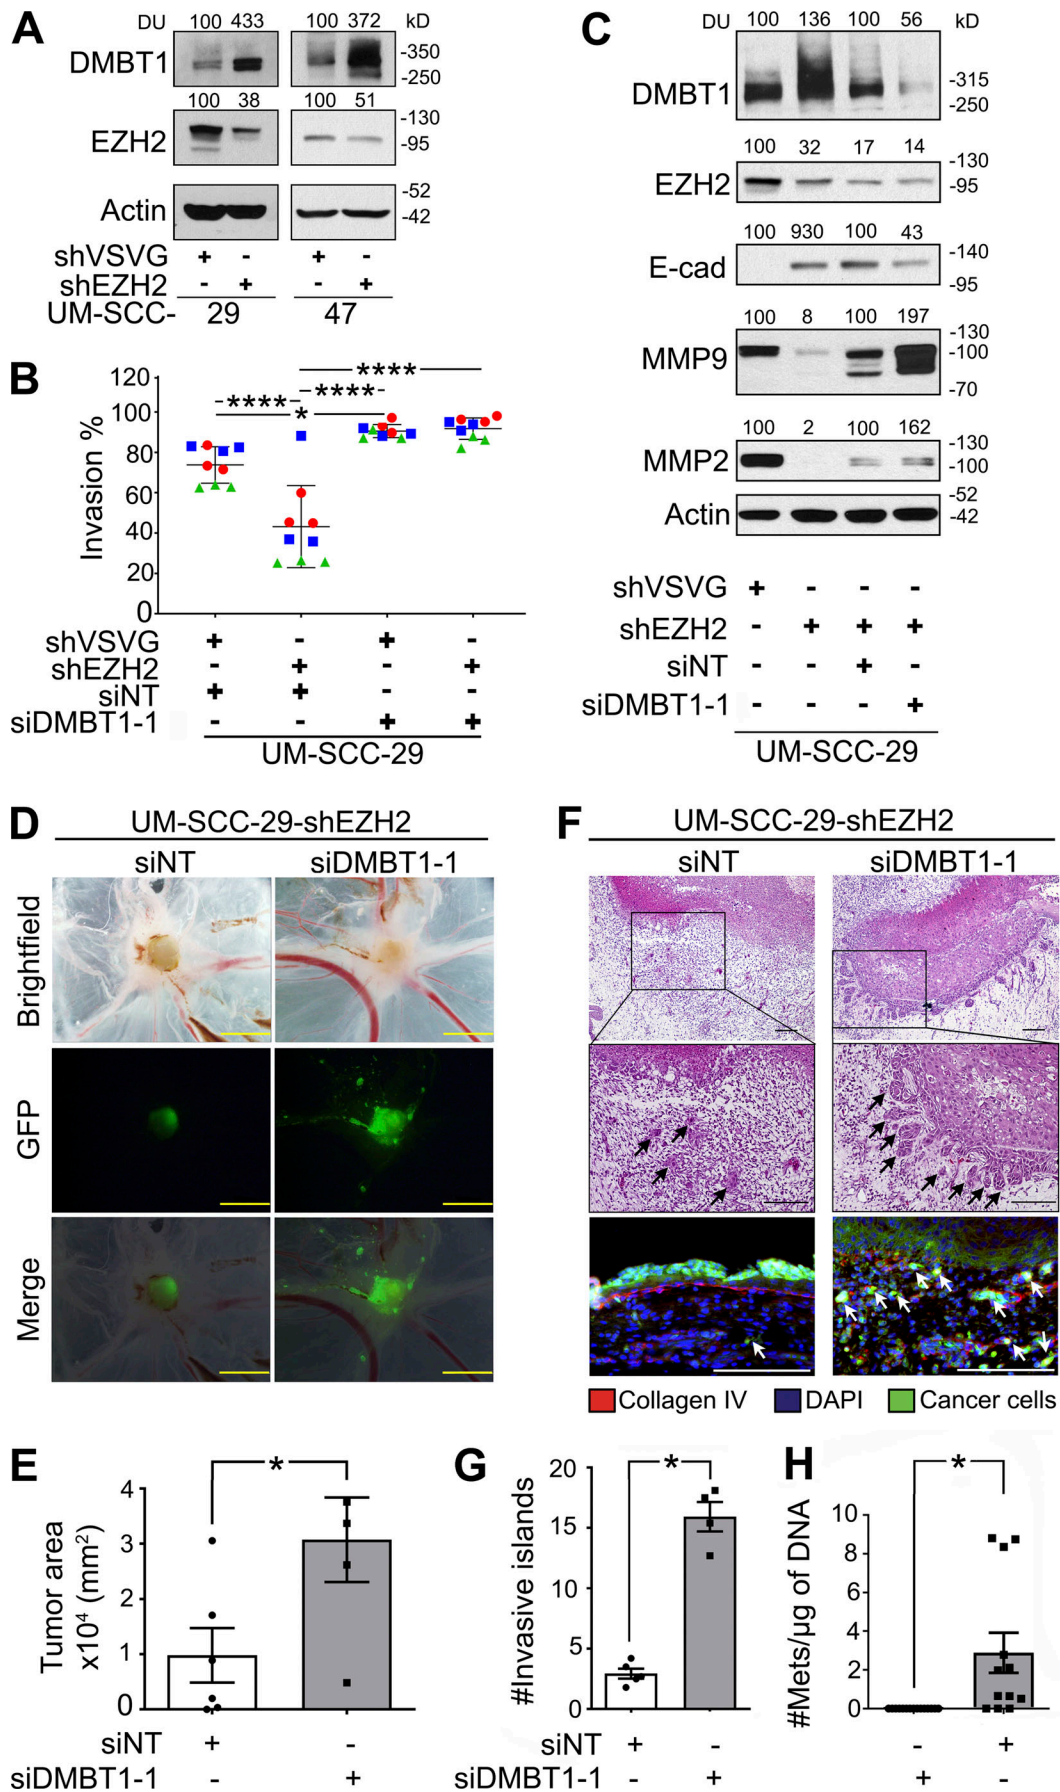 A
DU 100 433 100 372 kD
DMBT1
-350
-250
100 38 100 51
EZH2
-130
-95
Actin
-52
-42
shVSVG + - + -
shEZH2 - + - +
UM-SCC- 29 47
B
Invasion %
120
100
80
60
40
20
0
****
****
****
*
shVSVG + - + -
shEZH2 - + - +
siNT + + - -
siDMBT1-1 - - + +
UM-SCC-29
C
DU 100 136 100 56 kD
DMBT1
-315
-250
100 32 17 14
EZH2
-130
-95
100 930 100 43
E-cad
-140
-95
100 8 100 197
MMP9
-130
-100
-70
100 2 100 162
MMP2
-130
-100
Actin
-52
-42
shVSVG + - - -
shEZH2 - + + +
siNT - - + -
siDMBT1-1 - - - +
UM-SCC-29
D
UM-SCC-29-shEZH2
siNT siDMBT1-1
Brightfield
GFP
Merge
F
UM-SCC-29-shEZH2
siNT siDMBT1-1
Collagen IV DAPI Cancer cells
E
Tumor area
x10⁴ (mm²)
4
3
2
1
0
*
siNT + -
siDMBT1-1 - +
G
#Invasive islands
20
15
10
5
0
*
siNT + -
siDMBT1-1 - +
H
#Mets/µg of DNA
10
8
6
4
2
0
*
- +
+ -